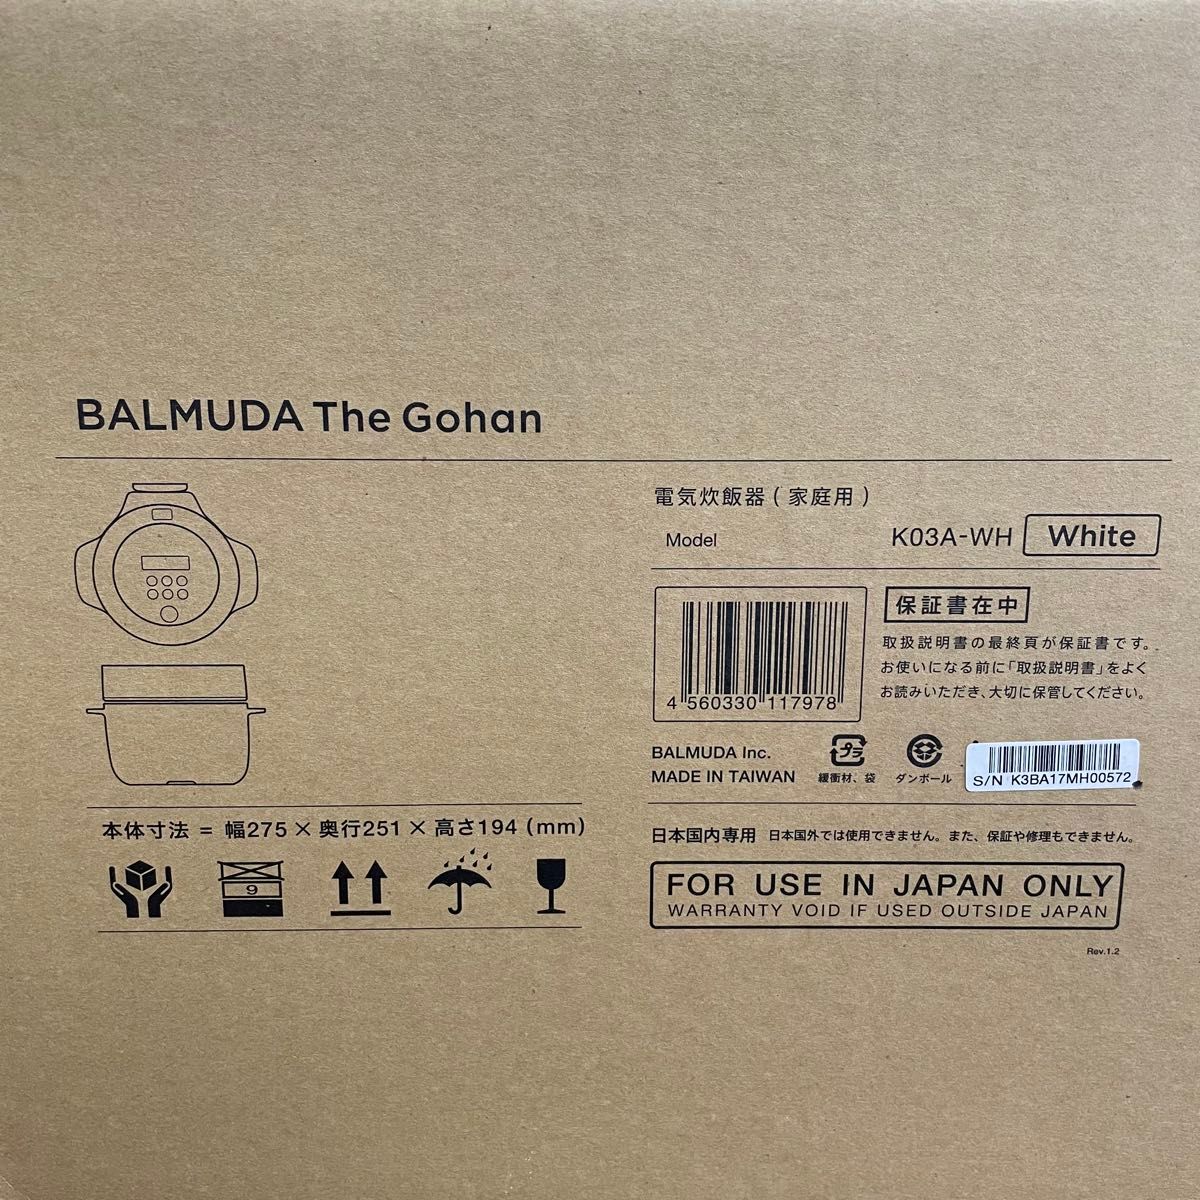 BALMUDA The Gohan
電気炊飯器(家庭用)
Model K03A-WH White
4 560330 117978
保証書在中
取扱説明書の最終頁が保証書です。
お使いになる前に「取扱説明書」をよく
お読みいただき、大切に保管してください。
BALMUDA Inc.
MADE IN TAIWAN
プラ
緩衝材、袋
ダンボール
S/N K3BA17MH00572
本体寸法 = 幅275×奥行251×高さ194(mm)
9
日本国内専用 日本国外では使用できません。また、保証や修理もできません。
FOR USE IN JAPAN ONLY
WARRANTY VOID IF USED OUTSIDE JAPAN
Rev.1.2